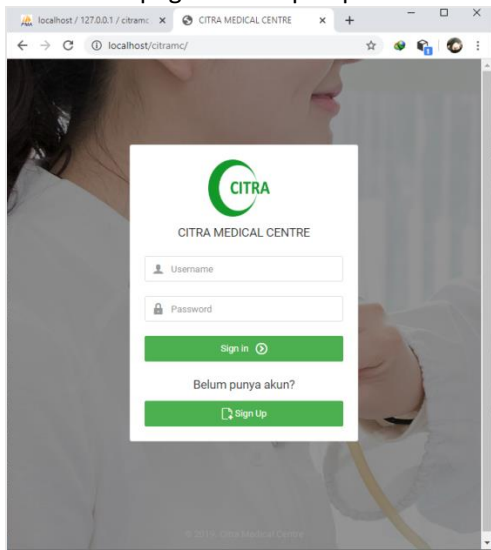 localhost / 127.0.0.1 / citramc
CITRA MEDICAL CENTRE
localhost/citramc/
CITRA
CITRA MEDICAL CENTRE
Username
Password
Sign in
Belum punya akun?
Sign Up
Citra Medical Centre